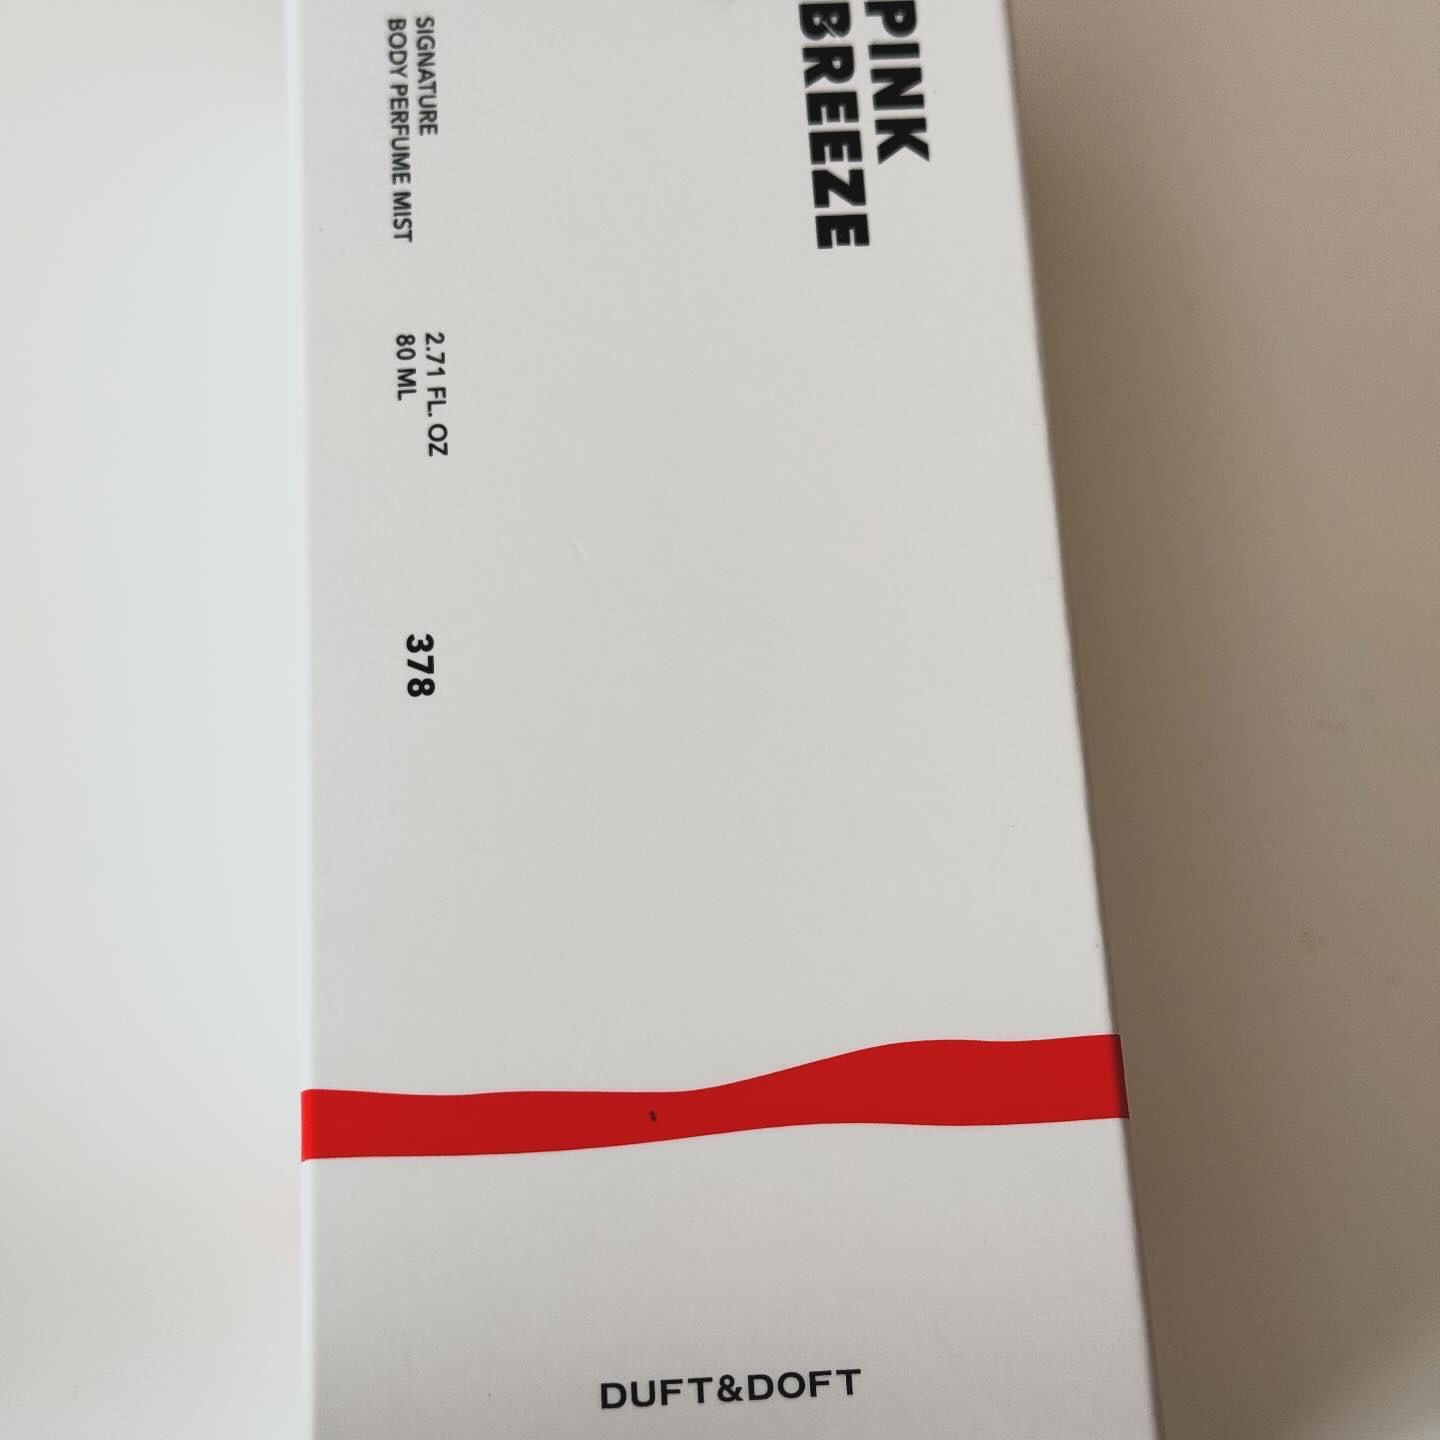 PINK
BREEZE
SIGNATURE
BODY PERFUME MIST
2.71 FL. OZ
80 ML
378
DUFT&DOFT